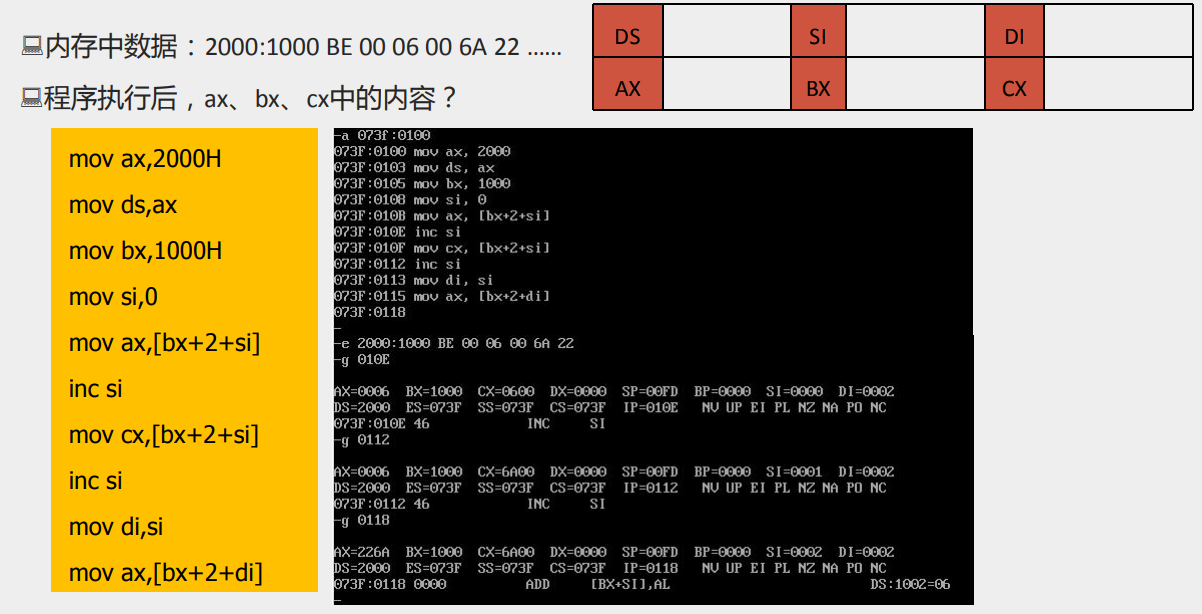 内存中数据：2000:1000 BE 00 06 00 6A 22 ……
程序执行后，ax、bx、cx中的内容？
DS SI DI
AX BX CX
mov ax,2000H
mov ds,ax
mov bx,1000H
mov si,0
mov ax,[bx+2+si]
inc si
mov cx,[bx+2+si]
inc si
mov di,si
mov ax,[bx+2+di]
-a 073f:0100
073F:0100 mov ax, 2000
073F:0103 mov ds, ax
073F:0105 mov bx, 1000
073F:0108 mov si, 0
073F:010B mov ax, [bx+2+si]
073F:010E inc si
073F:010F mov cx, [bx+2+si]
073F:0112 inc si
073F:0113 mov di, si
073F:0115 mov ax, [bx+2+di]
073F:0118
-
-e 2000:1000 BE 00 06 00 6A 22
-g 010E
AX=0006 BX=1000 CX=0600 DX=0000 SP=00FD BP=0000 SI=0000 DI=0002
DS=2000 ES=073F SS=073F CS=073F IP=010E NV UP EI PL NZ NA PO NC
073F:010E 46 INC SI
-g 0112
AX=0006 BX=1000 CX=6A00 DX=0000 SP=00FD BP=0000 SI=0001 DI=0002
DS=2000 ES=073F SS=073F CS=073F IP=0112 NV UP EI PL NZ NA PO NC
073F:0112 46 INC SI
-g 0118
AX=226A BX=1000 CX=6A00 DX=0000 SP=00FD BP=0000 SI=0002 DI=0002
DS=2000 ES=073F SS=073F CS=073F IP=0118 NV UP EI PL NZ NA PO NC
073F:0118 0000 ADD [BX+SI],AL DS:1002=06
-